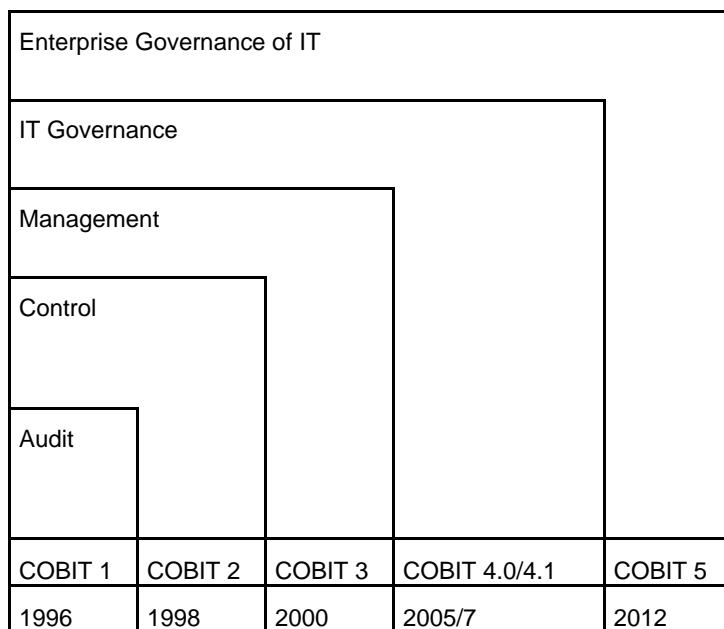 Enterprise Governance of IT
IT Governance
Management
Control
Audit
COBIT 1 COBIT 2 COBIT 3 COBIT 4.0/4.1 COBIT 5
1996 1998 2000 2005/7 2012